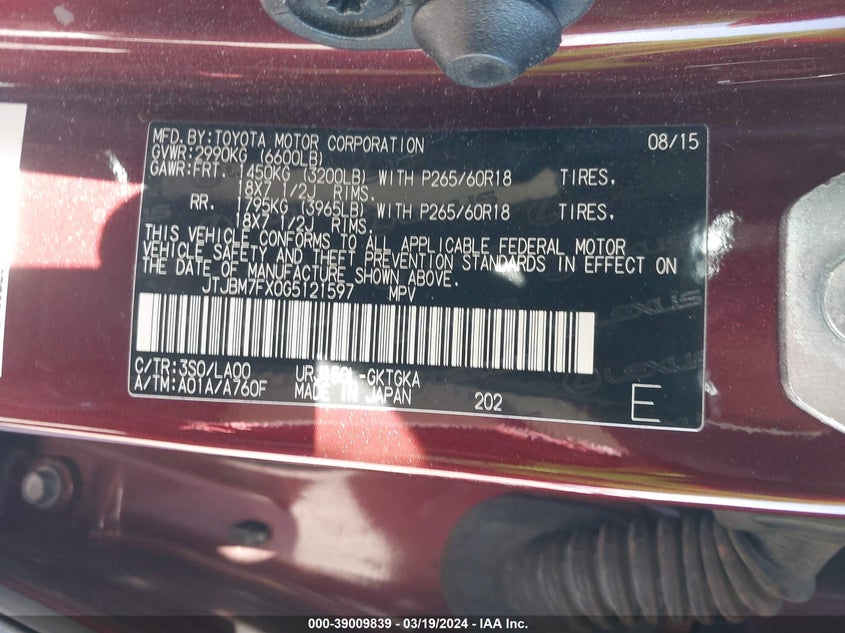 MFD.BY:TOYOTA MOTOR CORPORATION 08/15
GVWR:2990KG (6600LB)
GAWR:FRT. 1450KG (3200LB) WITH P265/60R18 TIRES.
18X7 1/2J RIMS.
RR. 1795KG (3965LB) WITH P265/60R18 TIRES.
18X7 1/2J RIMS.
THIS VEHICLE CONFORMS TO ALL APPLICABLE FEDERAL MOTOR
VEHICLE SAFETY AND THEFT PREVENTION STANDARDS IN EFFECT ON
THE DATE OF MANUFACTURE SHOWN ABOVE.
JTJBM7FX0G5121597 MPV
C/TR:3S0/LA00 -GKTGKA
A/TM:A01A/A760F MADE IN JAPAN 202 E
LEXUS
000-39009839 - 03/19/2024 - IAA Inc.